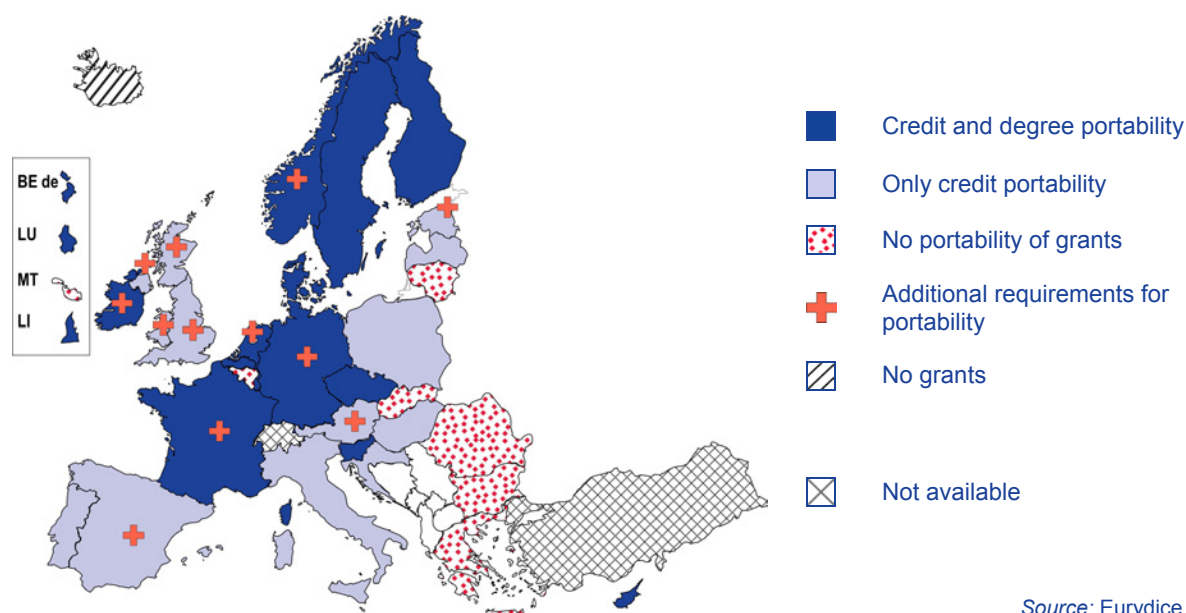 BE de
LU
MT
LI
Credit and degree portability
Only credit portability
No portability of grants
Additional requirements for
portability
No grants
Not available
Source: Eurydice